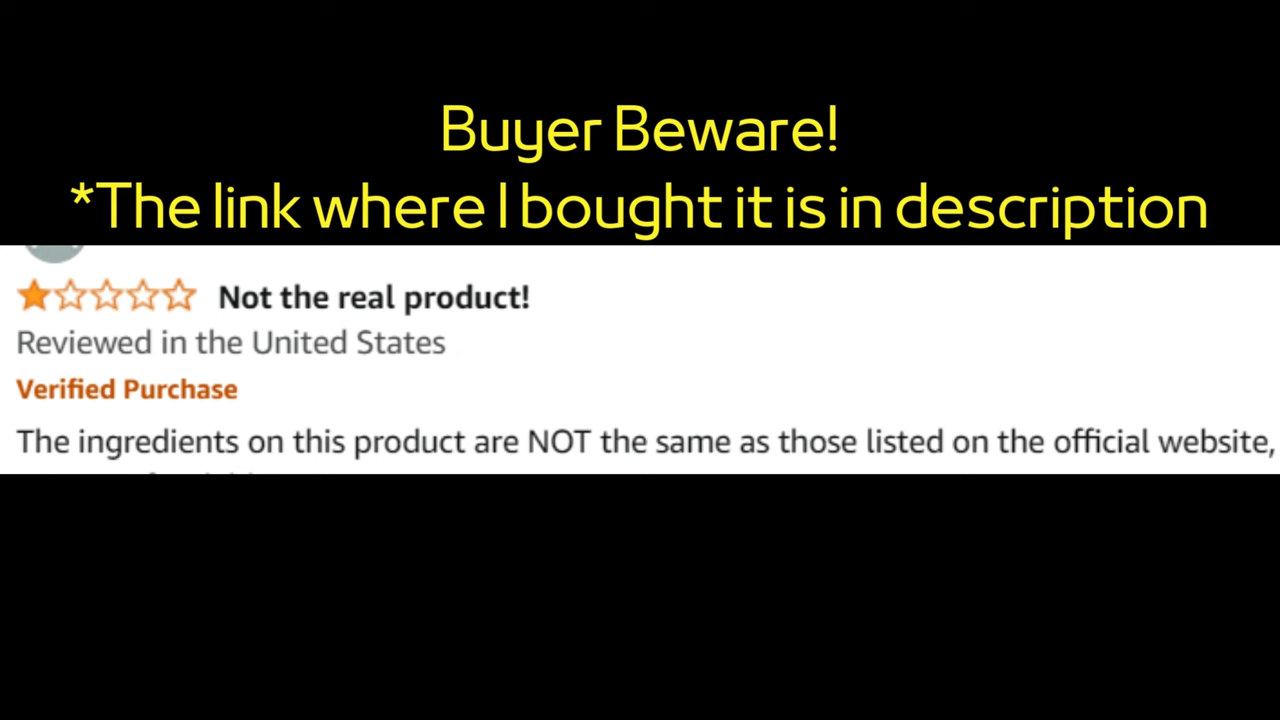 Buyer Beware!
*The link where I bought it is in description
Not the real product!
Reviewed in the United States
Verified Purchase
The ingredients on this product are NOT the same as those listed on the official website,